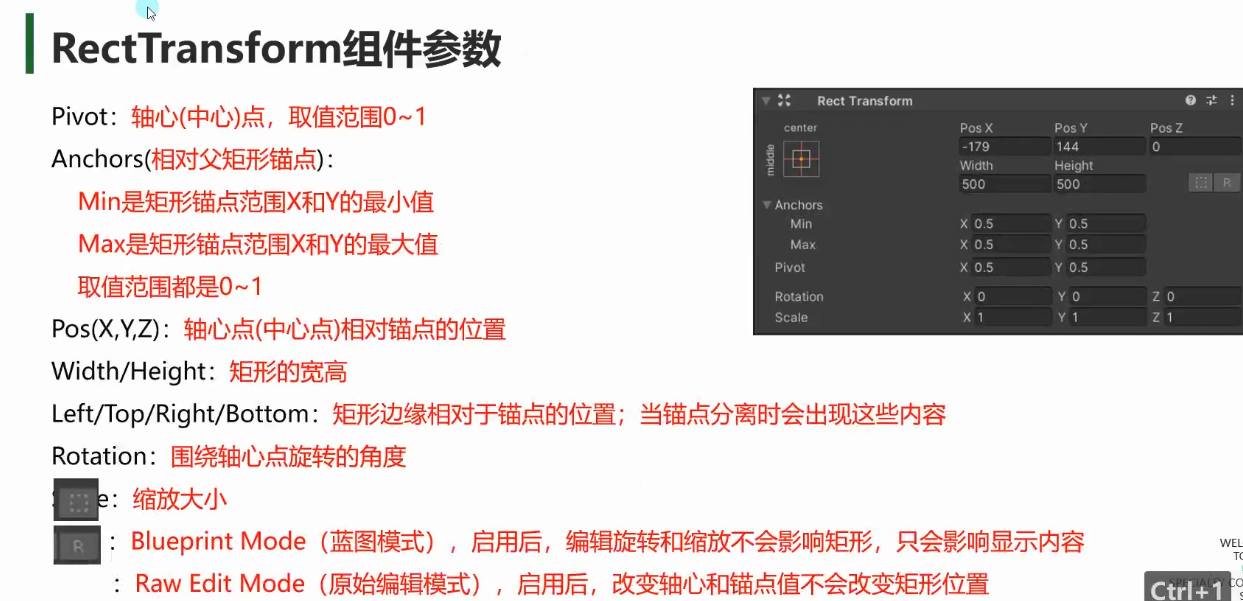 RectTransform组件参数
Pivot：轴心(中心)点，取值范围0~1
Anchors(相对父矩形锚点)：
Min是矩形锚点范围X和Y的最小值
Max是矩形锚点范围X和Y的最大值
取值范围都是0~1
Pos(X,Y,Z)：轴心点(中心点)相对锚点的位置
Width/Height：矩形的宽高
Left/Top/Right/Bottom：矩形边缘相对于锚点的位置；当锚点分离时会出现这些内容
Rotation：围绕轴心点旋转的角度
e：缩放大小
R ：Blueprint Mode（蓝图模式），启用后，编辑旋转和缩放不会影响矩形，只会影响显示内容
：Raw Edit Mode（原始编辑模式），启用后，改变轴心和锚点值不会改变矩形位置
Rect Transform
center
middle
Pos X Pos Y Pos Z
-179 144 0
Width Height
500 500
R
Anchors
Min X 0.5 Y 0.5
Max X 0.5 Y 0.5
Pivot X 0.5 Y 0.5
Rotation X 0 Y 0 Z 0
Scale X 1 Y 1 Z 1
WEL
TO
SPECIALTY CO
Ctrl+1